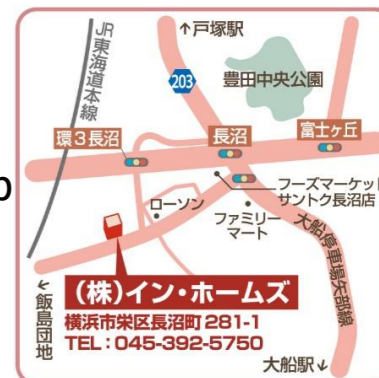 ↑戸塚駅
JR東海道本線
203
豊田中央公園
環3長沼
長沼
富士ヶ丘
フーズマーケット
サントク長沼店
ローソン
ファミリー
マート
大船停車場矢部線
(株)イン・ホームズ
横浜市栄区長沼町281-1
TEL：045-392-5750
←飯島団地
大船駅↓